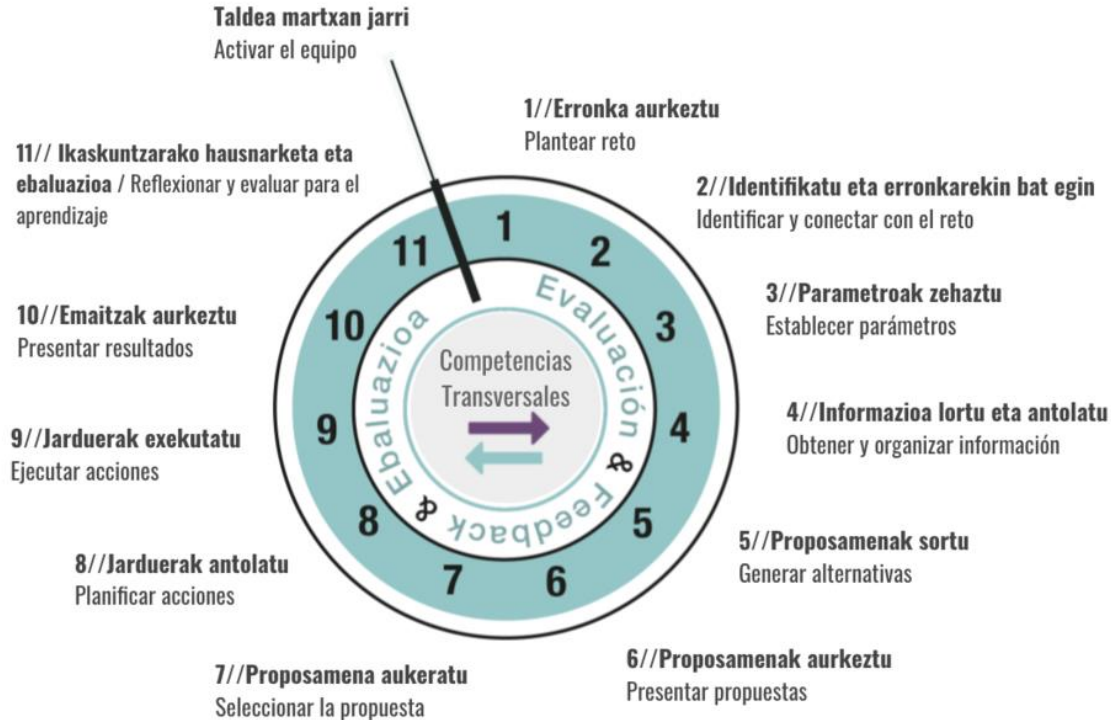 Taldea martxan jarri
Activar el equipo
1//Erronka aurkeztu
Plantear reto
2//Identifikatu eta erronkarekin bat egin
Identificar y conectar con el reto
3//Parametroak zehaztu
Establecer parámetros
4//Informazioa lortu eta antolatu
Obtener y organizar información
5//Proposamenak sortu
Generar alternativas
6//Proposamenak aurkeztu
Presentar propuestas
7//Proposamena aukeratu
Seleccionar la propuesta
8//Jarduerak antolatu
Planificar acciones
9//Jarduerak exekutatu
Ejecutar acciones
10//Emaitzak aurkeztu
Presentar resultados
11// Ikaskuntzarako hausnarketa eta
ebaluazioa / Reflexionar y evaluar para el
aprendizaje
1
2
3
4
5
6
7
8
9
10
11
Evaluación & Feedback & Ebaluazioa
Competencias
Transversales